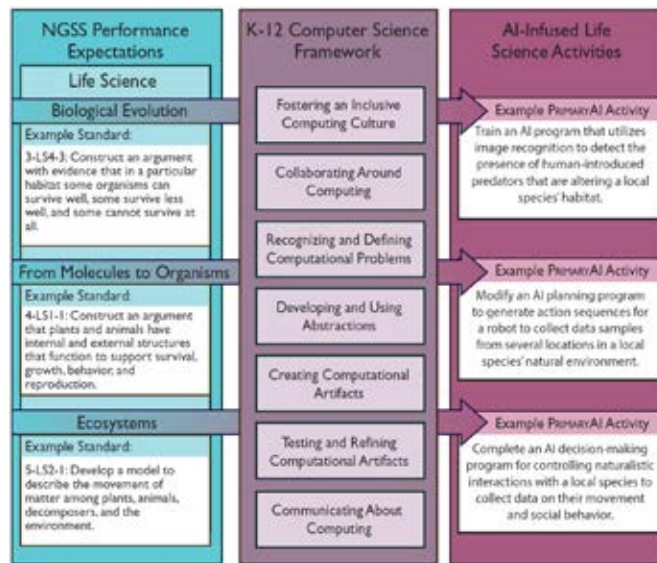 NGSS Performance
Expectations
Life Science
Biological Evolution
Example Standard:
3-LS4-3: Construct an argument
with evidence that in a particular
habitat some organisms can
survive well, some survive less
well, and some cannot survive at
all.
From Molecules to Organisms
Example Standard:
4-LS1-1: Construct an argument
that plants and animals have
internal and external structures
that function to support survival,
growth, behavior, and
reproduction.
Ecosystems
Example Standard:
5-LS2-1: Develop a model to
describe the movement of
matter among plants, animals,
decomposers, and the
environment.
K-12 Computer Science
Framework
Fostering an Inclusive
Computing Culture
Collaborating Around
Computing
Recognizing and Defining
Computational Problems
Developing and Using
Abstractions
Creating Computational
Artifacts
Testing and Refining
Computational Artifacts
Communicating About
Computing
AI-Infused Life
Science Activities
Example PRIMARYAI Activity
Train an AI program that utilizes
image recognition to detect the
presence of human-introduced
predators that are altering a local
species' habitat.
Example PRIMARYAI Activity
Modify an AI planning program
to generate action sequences for
a robot to collect data samples
from several locations in a local
species' natural environment.
Example PRIMARYAI Activity
Complete an AI decision-making
program for controlling naturalistic
interactions with a local species to
collect data on their movement
and social behavior.